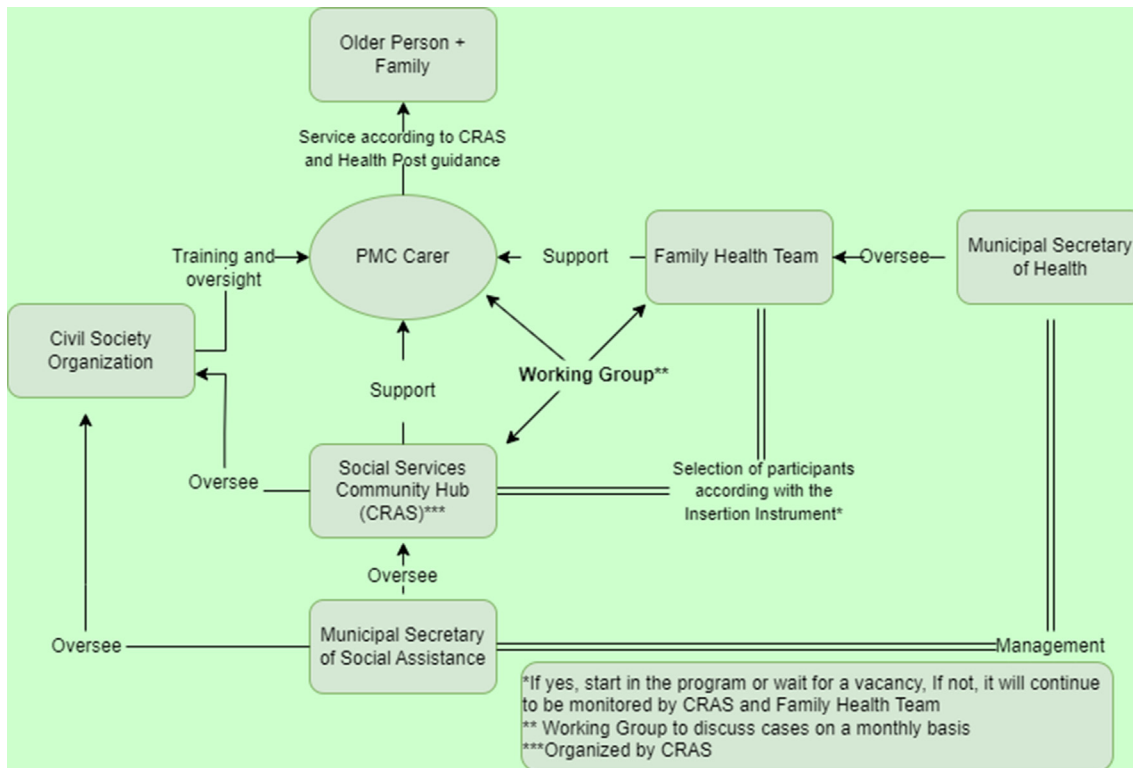 Older Person +
Family
Service according to CRAS
and Health Post guidance
Training and
oversight
PMC Carer
Support
Family Health Team
Oversee
Municipal Secretary
of Health
Civil Society
Organization
Working Group**
Support
Oversee
Social Services
Community Hub
(CRAS)***
Selection of participants
according with the
Insertion Instrument*
Oversee
Oversee
Municipal Secretary
of Social Assistance
Management
*If yes, start in the program or wait for a vacancy, If not, it will continue
to be monitored by CRAS and Family Health Team
** Working Group to discuss cases on a monthly basis
***Organized by CRAS